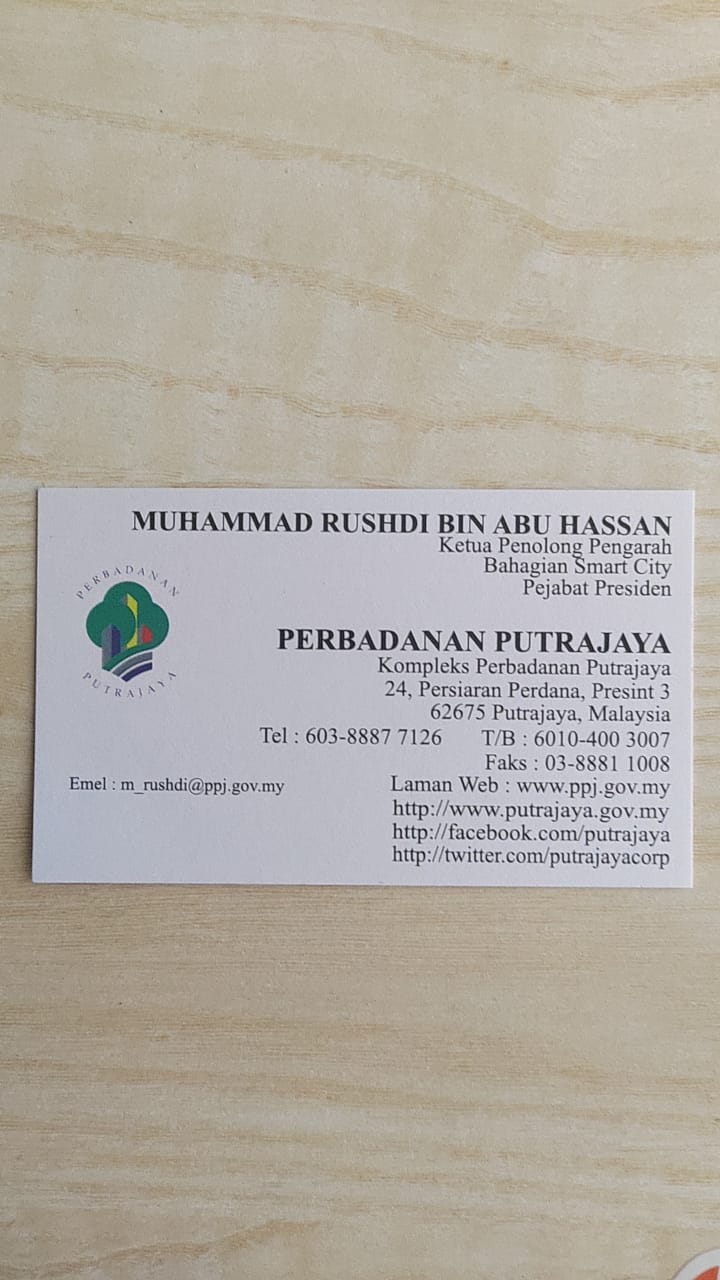 MUHAMMAD RUSHDI BIN ABU HASSAN
Ketua Penolong Pengarah
Bahagian Smart City
Pejabat Presiden
PERBADANAN
PUTRAJAYA
PERBADANAN PUTRAJAYA
Kompleks Perbadanan Putrajaya
24, Persiaran Perdana, Presint 3
62675 Putrajaya, Malaysia
Tel : 603-8887 7126 T/B : 6010-400 3007
Faks : 03-8881 1008
Emel : m_rushdi@ppj.gov.my Laman Web : www.ppj.gov.my
http://www.putrajaya.gov.my
http://facebook.com/putrajaya
http://twitter.com/putrajayacorp